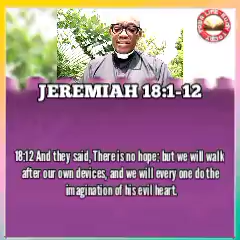 JEREMIAH 18:1-12
18:12 And they said, There is no hope: but we will walk
after our own devices, and we will every one do the
imagination of his evil heart.